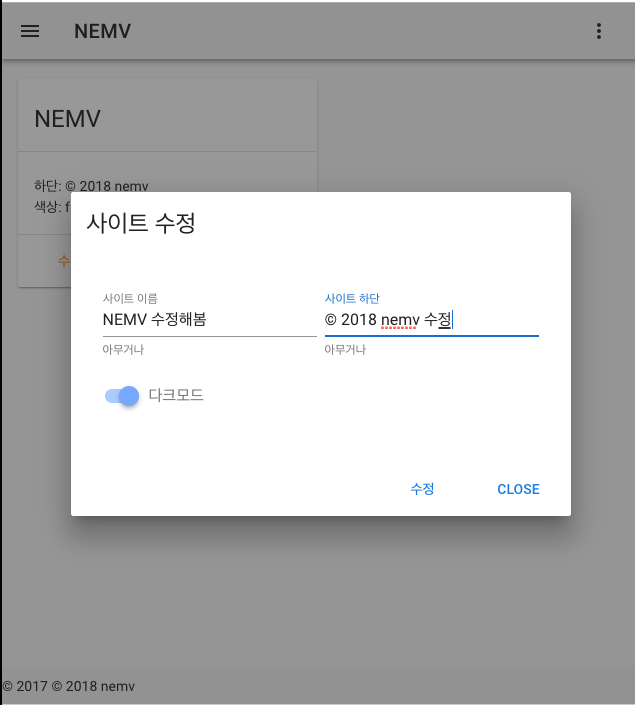 NEMV
NEMV
하단: © 2018 nemv
색상: f
수
사이트 수정
사이트 이름
NEMV 수정해봄
아무거나
사이트 하단
© 2018 nemv 수정
아무거나
다크모드
수정
CLOSE
© 2017 © 2018 nemv